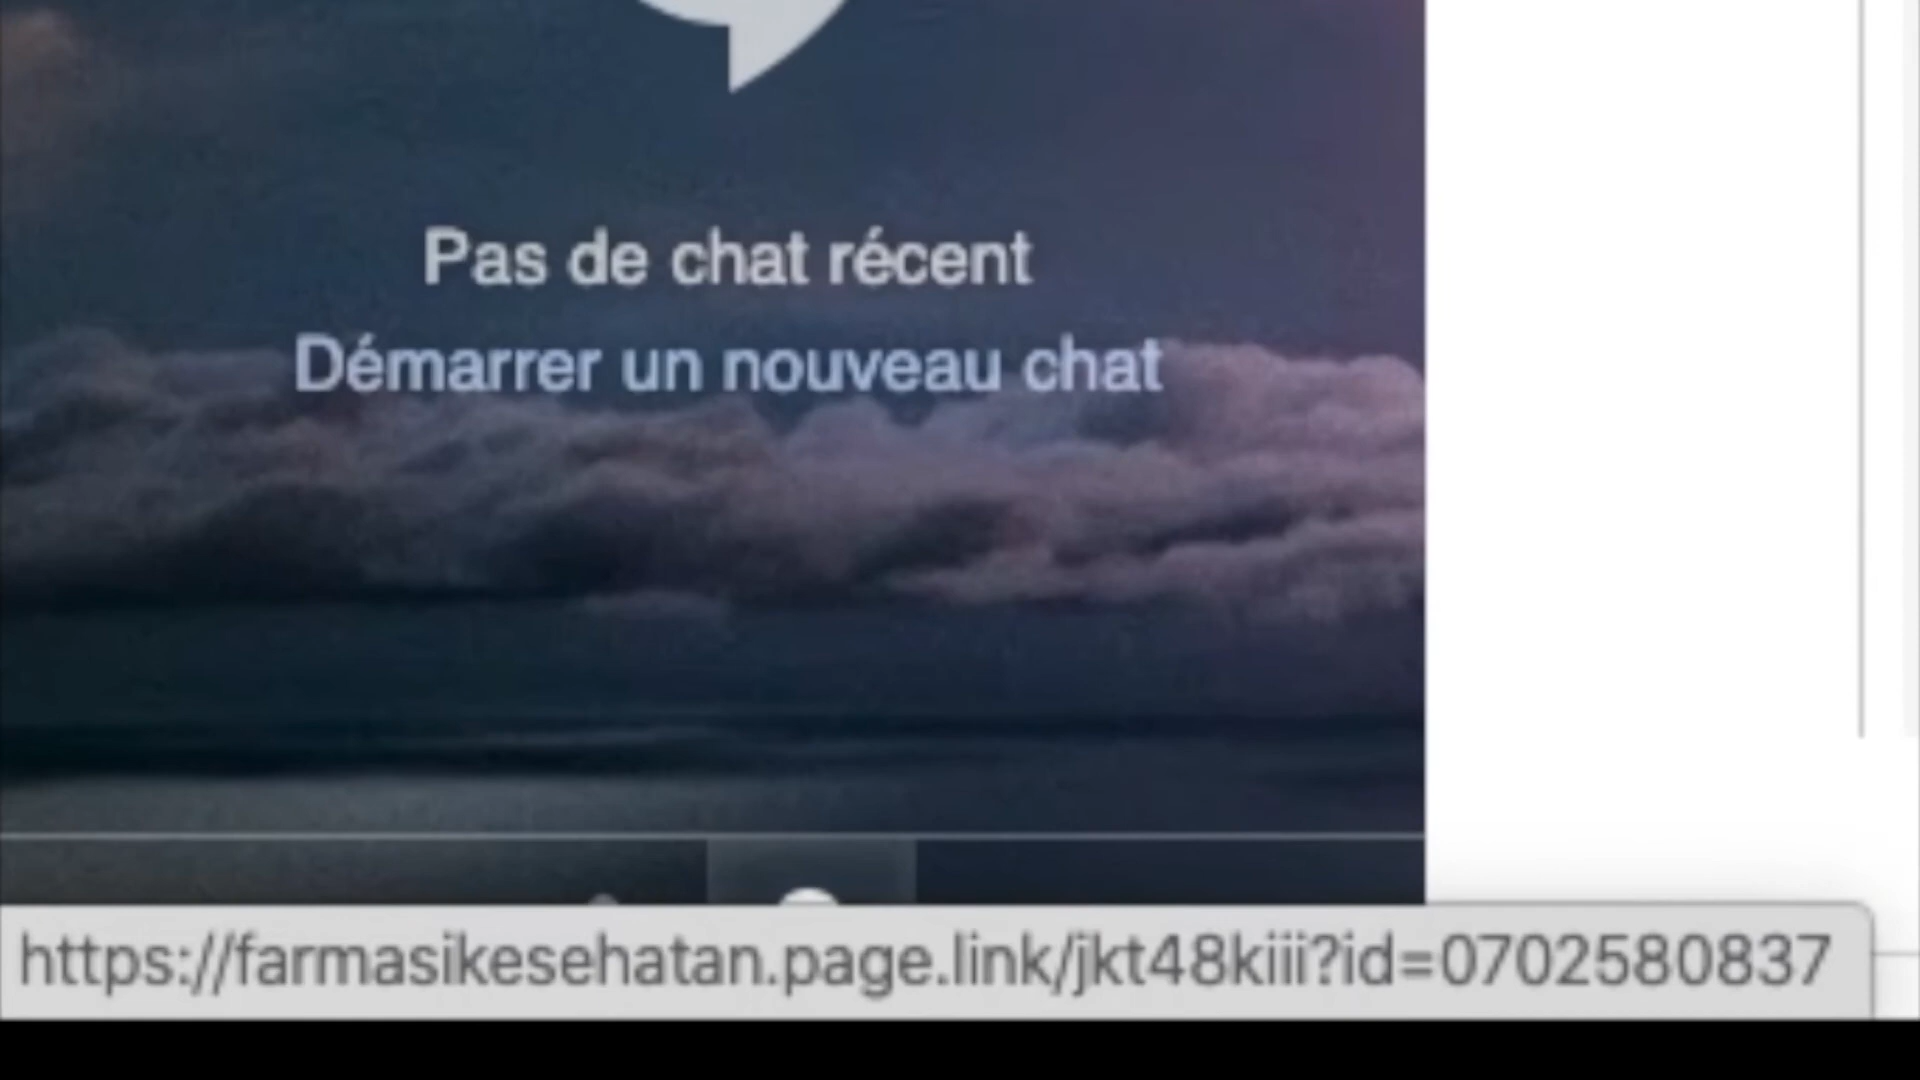 Pas de chat récent
Démarrer un nouveau chat
https://farmasikesehatan.page.link/jkt48kiii?id=0702580837